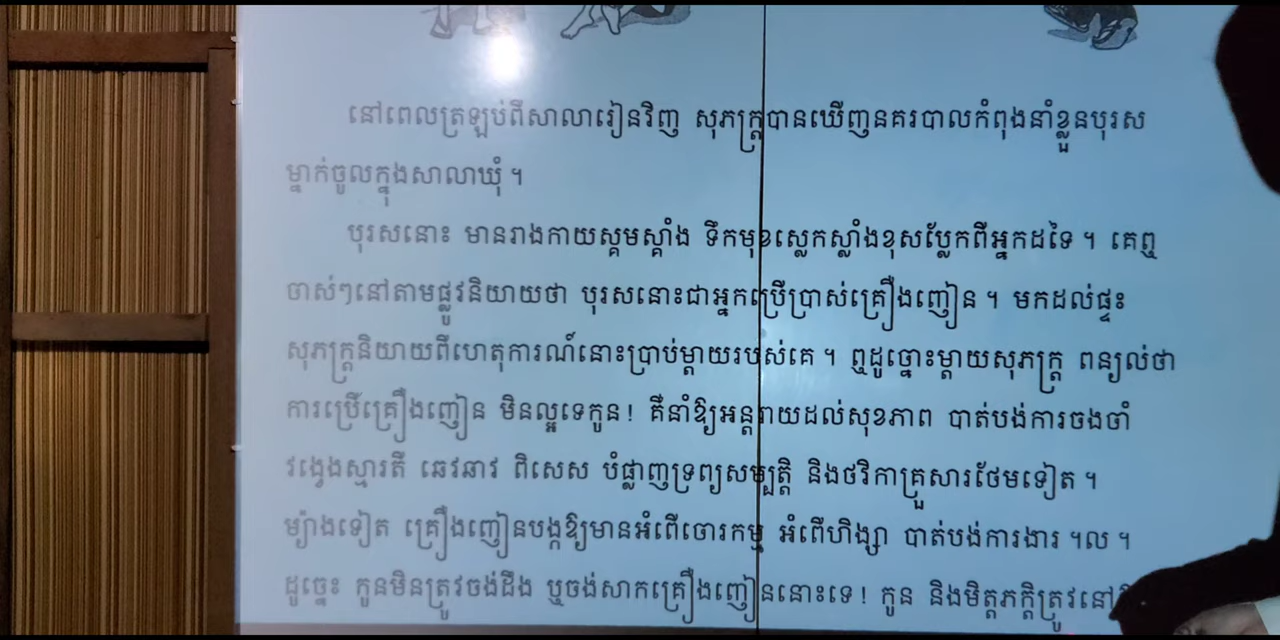 នៅពេលត្រឡប់ពីសាលារៀនវិញ សុភក្ត្របានឃើញនគរបាលកំពុងនាំខ្លួនបុរស
ម្នាក់ចូលក្នុងសាលាឃុំ ។
បុរសនោះ មានរាងកាយស្គមស្គាំង ទឹកមុខស្លេកស្លាំងខុសប្លែកពីអ្នកដទៃ ។ គេឮ
ចាស់ៗនៅតាមផ្លូវនិយាយថា បុរសនោះជាអ្នកប្រើប្រាស់គ្រឿងញៀន ។ មកដល់ផ្ទះ
សុភក្ត្រនិយាយពីហេតុការណ៍នោះប្រាប់ម្តាយរបស់គេ ។ ឮដូច្នោះម្តាយសុភក្ត្រ ពន្យល់ថា
ការប្រើគ្រឿងញៀន មិនល្អទេកូន! គឺនាំឱ្យអន្តរាយដល់សុខភាព បាត់បង់ការចងចាំ
វង្វេងស្មារតី ឆេវឆាវ ពិសេស បំផ្លាញទ្រព្យសម្បត្តិ និងថវិកាគ្រួសារថែមទៀត ។
ម្យ៉ាងទៀត គ្រឿងញៀនបង្កឱ្យមានអំពើចោរកម្ម អំពើហិង្សា បាត់បង់ការងារ ។ល ។
ដូច្នេះ កូនមិនត្រូវចង់ដឹង ឬចង់សាកគ្រឿងញៀននោះទេ! កូន និងមិត្តភក្តិត្រូវនៅ